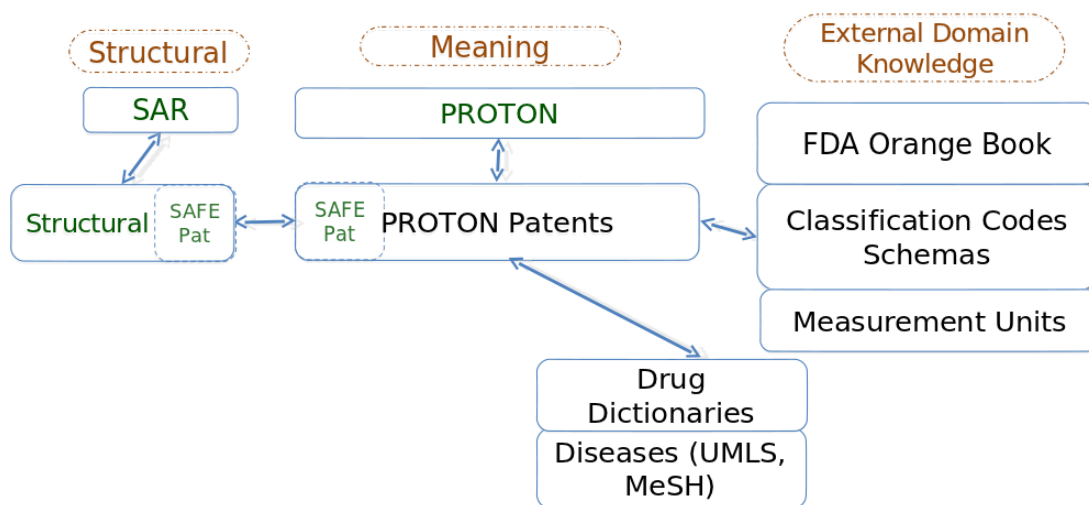 Structural
Meaning
External Domain
Knowledge
SAR
PROTON
FDA Orange Book
Structural
SAFE
Pat
SAFE
Pat
PROTON Patents
Classification Codes
Schemas
Measurement Units
Drug
Dictionaries
Diseases (UMLS,
MeSH)